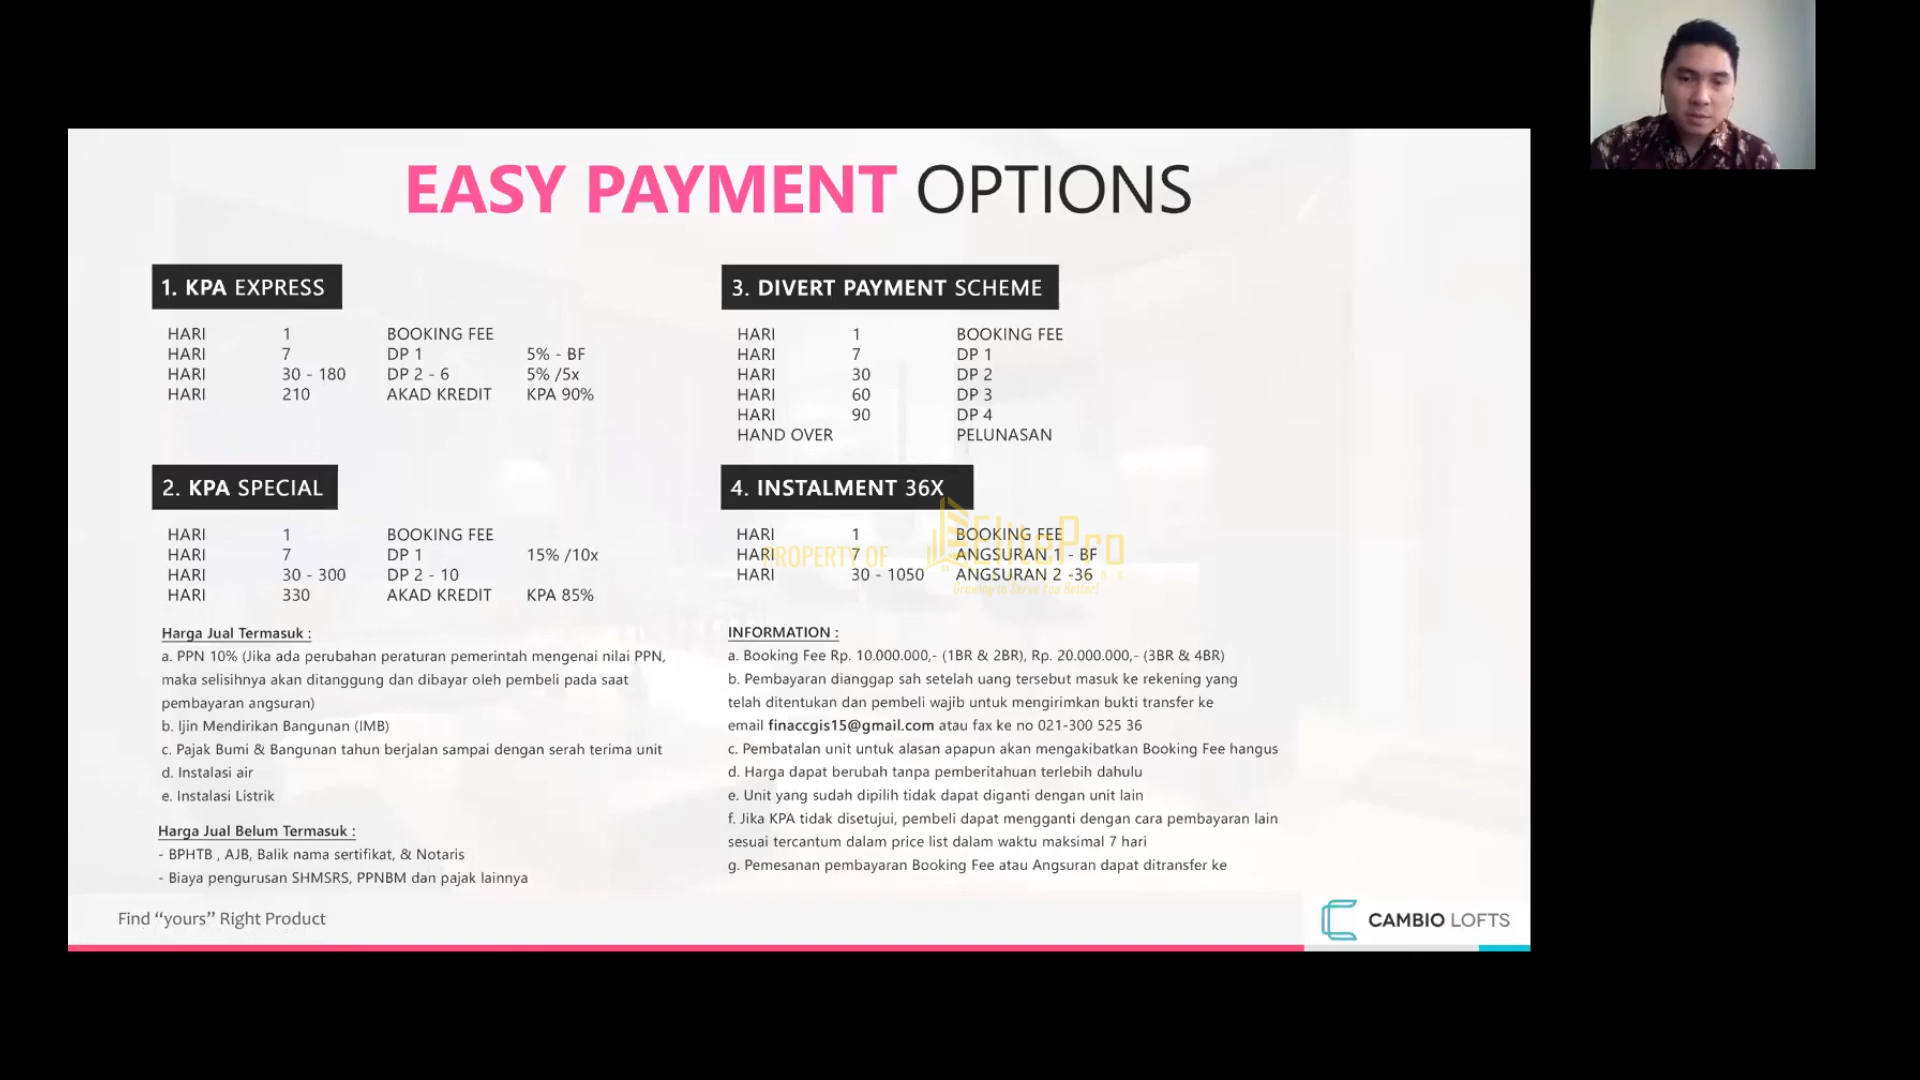 EASY PAYMENT OPTIONS
1. KPA EXPRESS
HARI 1 BOOKING FEE
HARI 7 DP 1 5% - BF
HARI 30 - 180 DP 2 - 6 5% /5x
HARI 210 AKAD KREDIT KPA 90%
2. KPA SPECIAL
HARI 1 BOOKING FEE
HARI 7 DP 1 15% /10x
HARI 30 - 300 DP 2 - 10
HARI 330 AKAD KREDIT KPA 85%
Harga Jual Termasuk :
a. PPN 10% (Jika ada perubahan peraturan pemerintah mengenai nilai PPN,
maka selisihnya akan ditanggung dan dibayar oleh pembeli pada saat
pembayaran angsuran)
b. Ijin Mendirikan Bangunan (IMB)
c. Pajak Bumi & Bangunan tahun berjalan sampai dengan serah terima unit
d. Instalasi air
e. Instalasi Listrik
Harga Jual Belum Termasuk :
- BPHTB , AJB, Balik nama sertifikat, & Notaris
- Biaya pengurusan SHMSRS, PPNBM dan pajak lainnya
3. DIVERT PAYMENT SCHEME
HARI 1 BOOKING FEE
HARI 7 DP 1
HARI 30 DP 2
HARI 60 DP 3
HARI 90 DP 4
HAND OVER PELUNASAN
4. INSTALMENT 36X
HARI 1 BOOKING FEE
HARI 7 ANGSURAN 1 - BF
HARI 30 - 1050 ANGSURAN 2 -36
PROPERTY OF ElitePro
Growing to Serve You Better!
INFORMATION :
a. Booking Fee Rp. 10.000.000,- (1BR & 2BR), Rp. 20.000.000,- (3BR & 4BR)
b. Pembayaran dianggap sah setelah uang tersebut masuk ke rekening yang
telah ditentukan dan pembeli wajib untuk mengirimkan bukti transfer ke
email finaccgis15@gmail.com atau fax ke no 021-300 525 36
c. Pembatalan unit untuk alasan apapun akan mengakibatkan Booking Fee hangus
d. Harga dapat berubah tanpa pemberitahuan terlebih dahulu
e. Unit yang sudah dipilih tidak dapat diganti dengan unit lain
f. Jika KPA tidak disetujui, pembeli dapat mengganti dengan cara pembayaran lain
sesuai tercantum dalam price list dalam waktu maksimal 7 hari
g. Pemesanan pembayaran Booking Fee atau Angsuran dapat ditransfer ke
Find “yours” Right Product
CAMBIO LOFTS